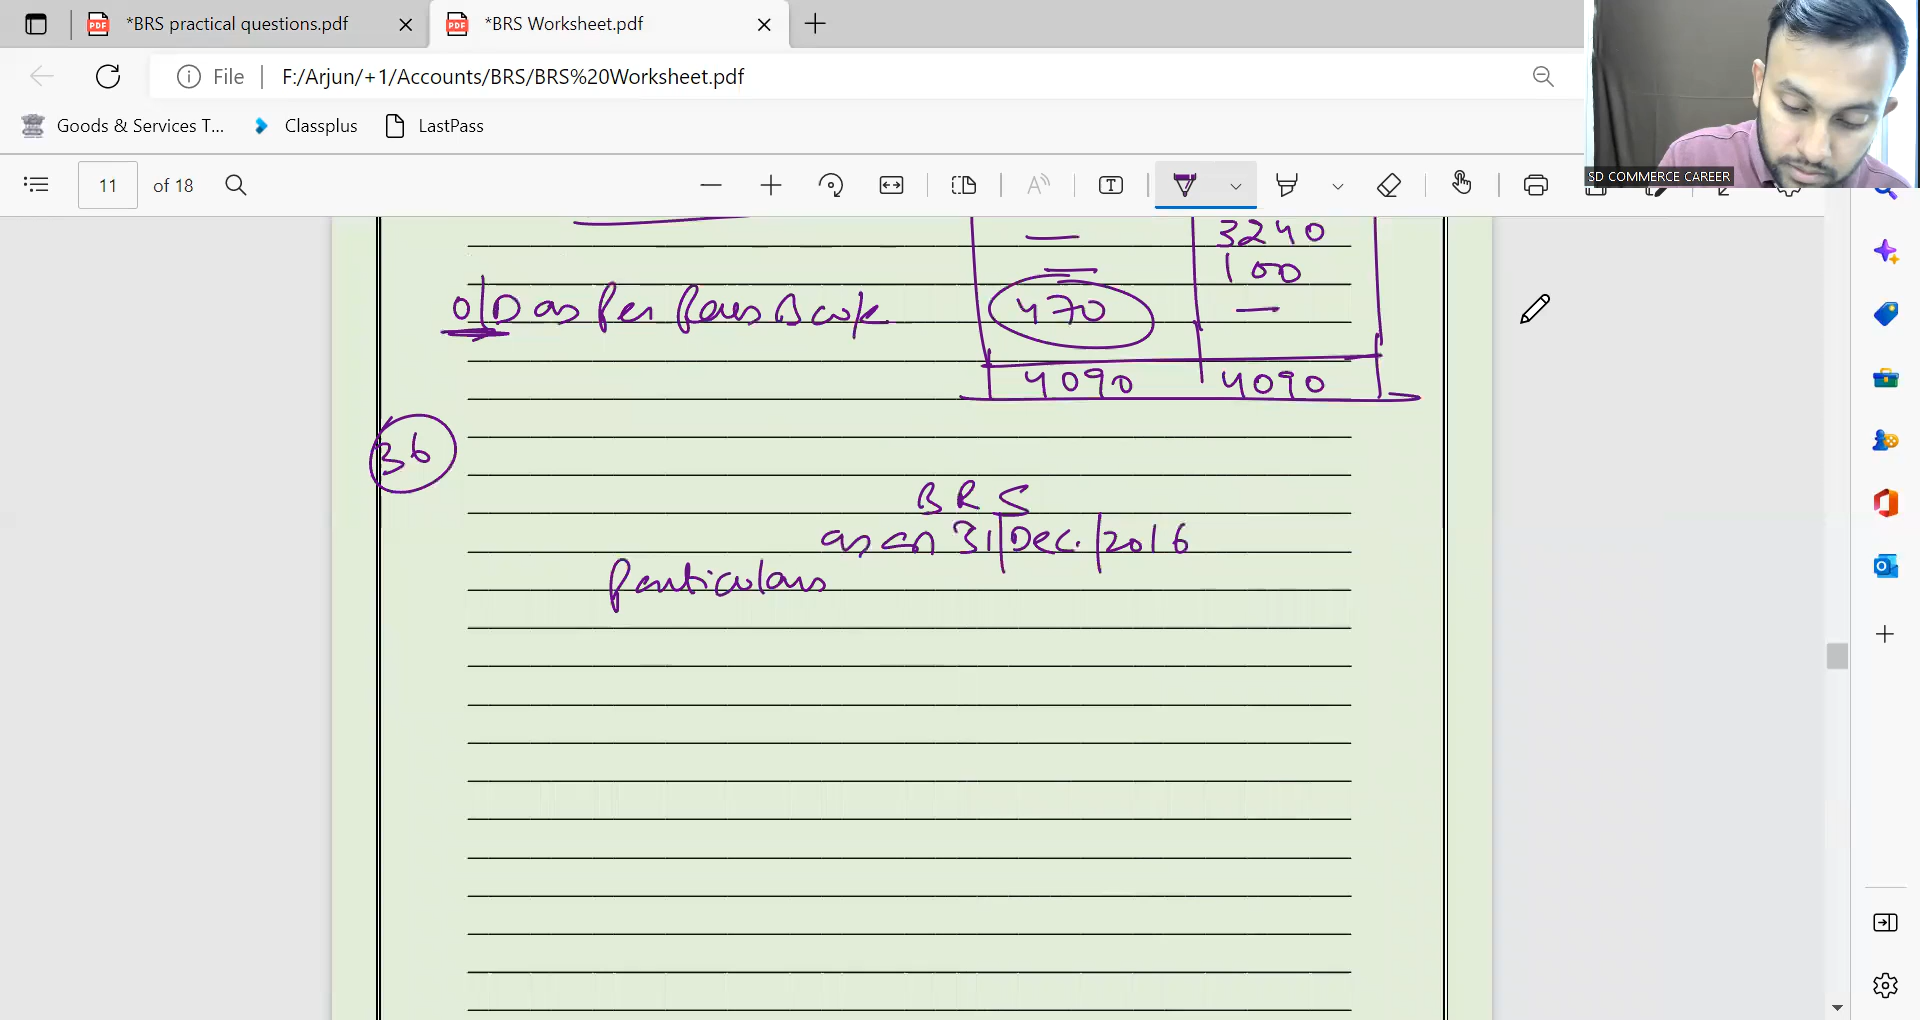 *BRS practical questions.pdf
*BRS Worksheet.pdf
File F:/Arjun/+1/Accounts/BRS/BRS%20Worksheet.pdf
Goods & Services T... Classplus LastPass
SD COMMERCE CAREER
11 of 18
— 3240
— 100
O/D as Per Pass Book 470 —
4090 4090
36
BRS
as on 31/Dec./2016
Particulars